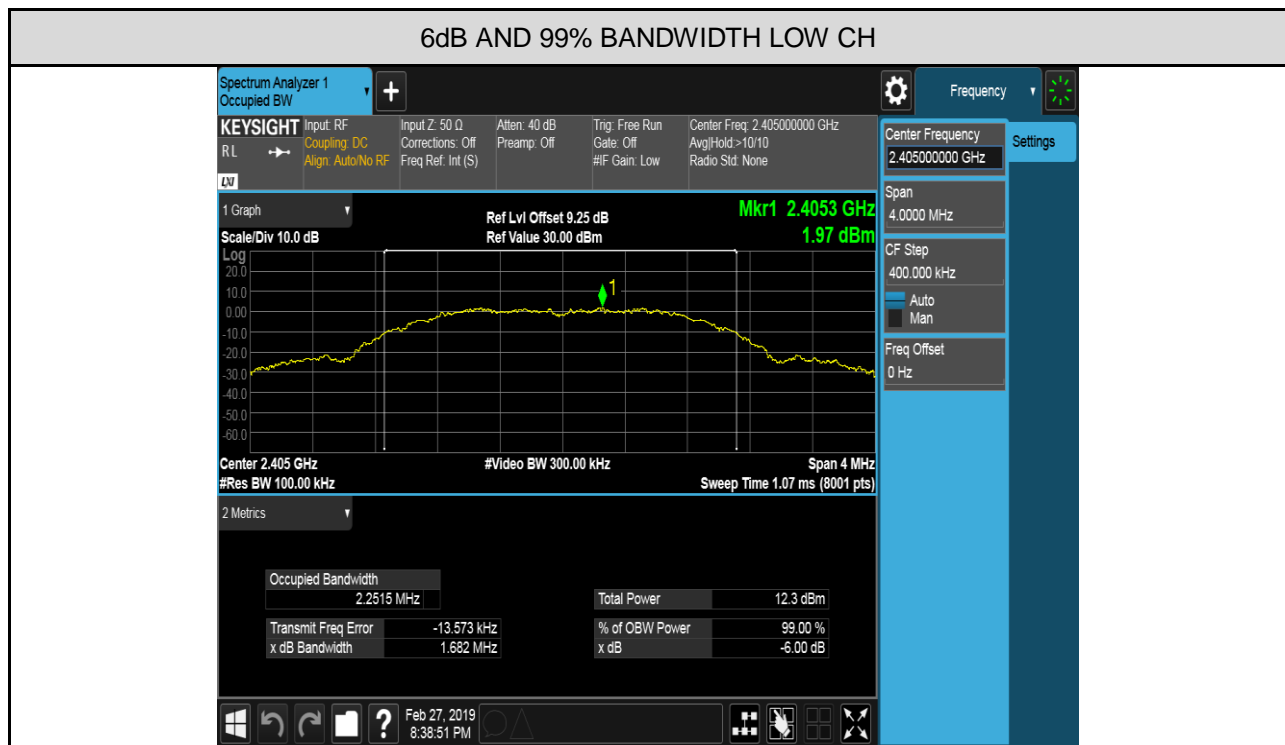 6dB AND 99% BANDWIDTH LOW CH
Spectrum Analyzer 1
Occupied BW
Frequency
KEYSIGHT
RL
LXI
Input: RF
Coupling: DC
Align: Auto/No RF
Input Z: 50 Ω
Corrections: Off
Freq Ref: Int (S)
Atten: 40 dB
Preamp: Off
Trig: Free Run
Gate: Off
#IF Gain: Low
Center Freq: 2.405000000 GHz
Avg|Hold:>10/10
Radio Std: None
Center Frequency
2.405000000 GHz
Settings
Span
4.0000 MHz
CF Step
400.000 kHz
Auto
Man
Freq Offset
0 Hz
1 Graph
Scale/Div 10.0 dB
Ref Lvl Offset 9.25 dB
Ref Value 30.00 dBm
Mkr1 2.4053 GHz
1.97 dBm
Log
20.0
10.0
0.00
-10.0
-20.0
-30.0
-40.0
-50.0
-60.0
1
Center 2.405 GHz
#Video BW 300.00 kHz
Span 4 MHz
#Res BW 100.00 kHz
Sweep Time 1.07 ms (8001 pts)
2 Metrics
Occupied Bandwidth
2.2515 MHz
Total Power 12.3 dBm
Transmit Freq Error -13.573 kHz
% of OBW Power 99.00 %
x dB Bandwidth 1.682 MHz
x dB -6.00 dB
?
Feb 27, 2019
8:38:51 PM